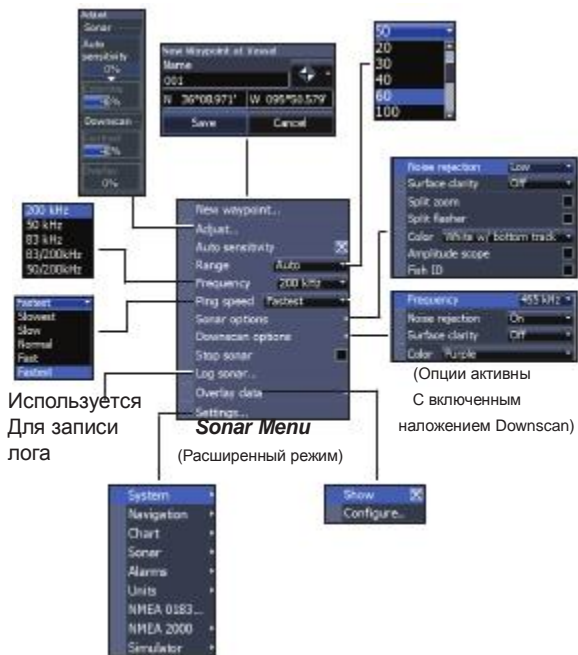 Adjust
Sonar
Auto
sensitivity
0%
Downscan
0%
New Waypoint at Vessel
Name
001
N 36°08.971' W 095°50.579'
Save Cancel
50
20
30
40
60
100
Noise rejection Low
Surface clarity Off
Split zoom
Split flasher
Color White w/ bottom track
Amplitude scope
Fish ID
200 kHz
50 kHz
83 kHz
83/200kHz
50/200kHz
New waypoint...
Adjust...
Auto sensitivity
Range Auto
Frequency 200 kHz
Ping speed Fastest
Sonar options
Downscan options
Stop sonar
Log sonar...
Overlay data
Settings...
Frequency 455 kHz
Noise rejection On
Surface clarity Off
Color Purple
Fastest
Slowest
Slow
Normal
Fast
Fastest
(Опции активны
С включенным
наложением Downscan)
Используется
Для записи
лога
Sonar Menu
(Расширенный режим)
System
Navigation
Chart
Sonar
Alarms
Units
NMEA 0183...
NMEA 2000
Simulator
Show
Configure...